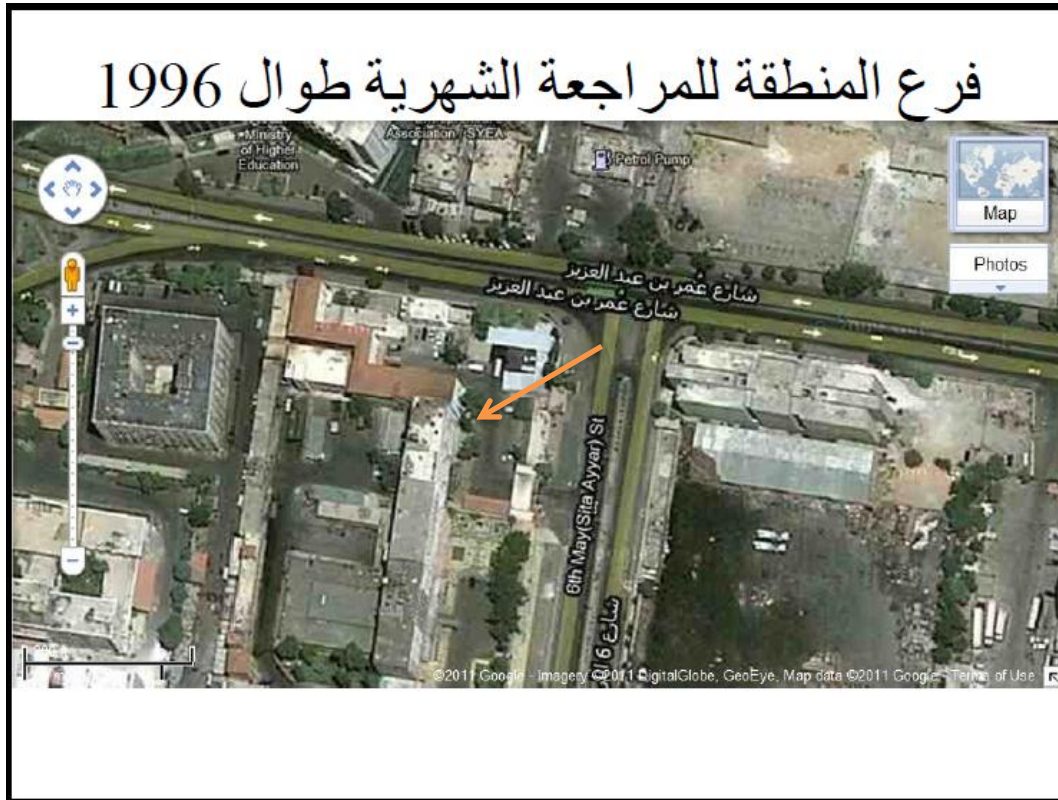 فرع المنطقة للمراجعة الشهرية طوال 1996
Ministry
of Higher
Education
Association (SYEA)
Petrol Pump
Map
Photos
شارع عمر بن عبد العزيز
شارع عمر بن عبد العزيز
6th May(Sita Ayyar) St
شارع 6
©2011 Google - Imagery ©2011 DigitalGlobe, GeoEye, Map data ©2011 Google - Terms of Use